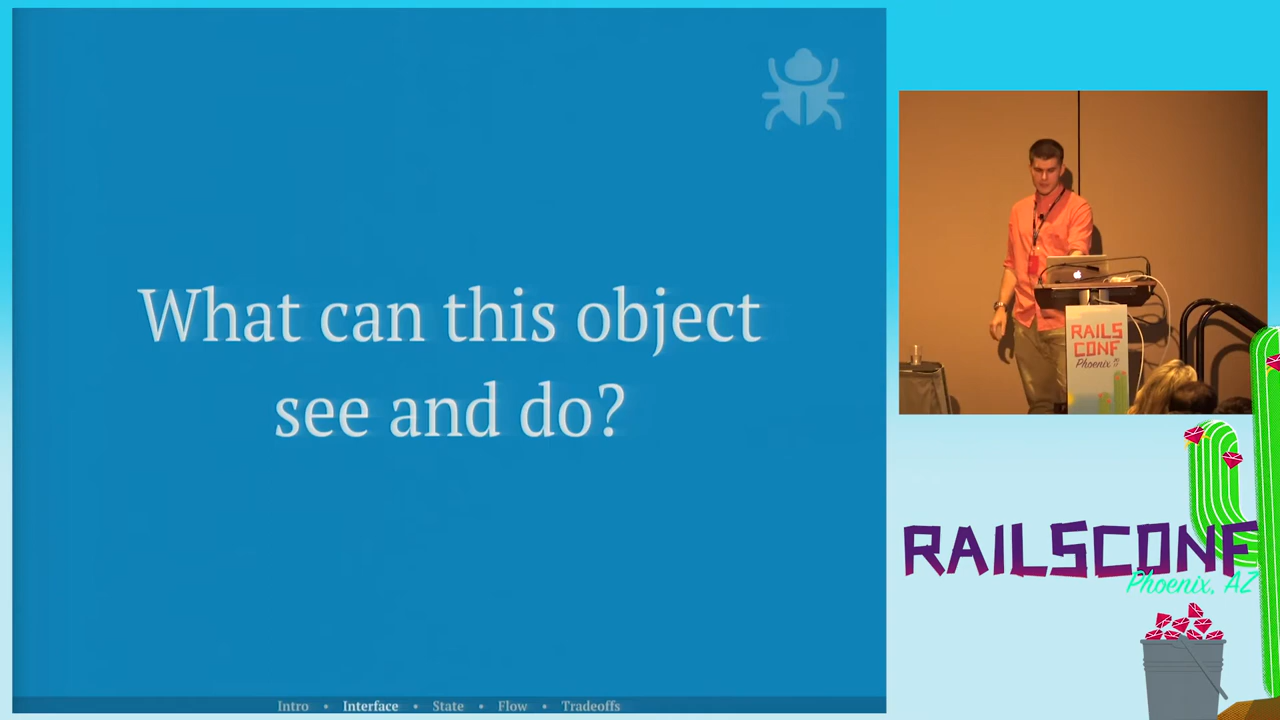 What can this object
see and do?
Intro • Interface • State • Flow • Tradeoffs
RAILS
CONF
Phoenix
RAILSCONF
Phoenix, AZ